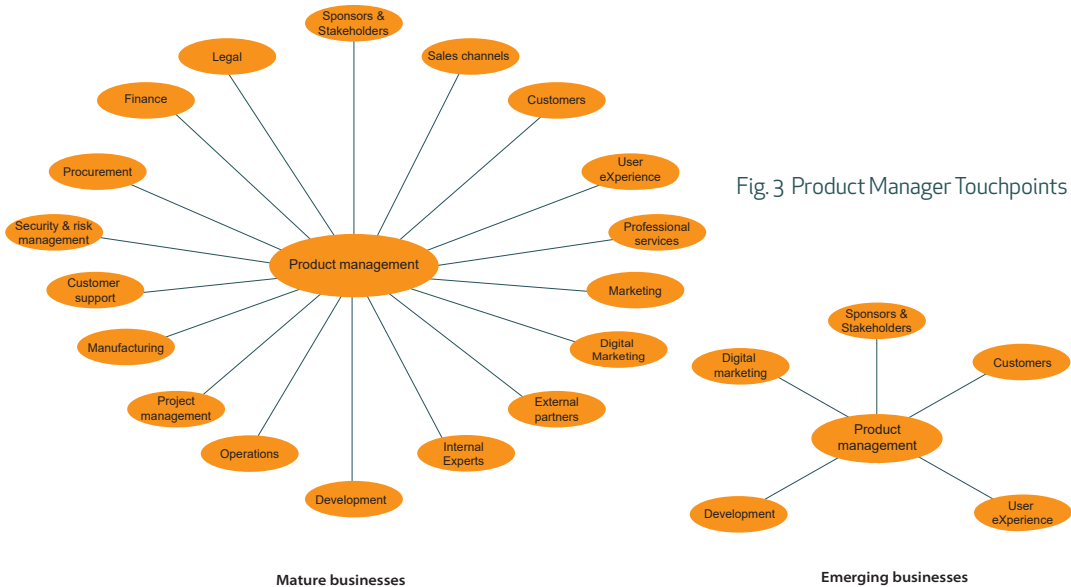 Sponsors &
Stakeholders
Legal
Sales channels
Finance
Customers
Procurement
User
eXperience
Security & risk
management
Professional
services
Product management
Customer
support
Marketing
Manufacturing
Digital
Marketing
Project
management
External
partners
Operations
Internal
Experts
Development
Mature businesses
Fig. 3 Product Manager Touchpoints
Sponsors &
Stakeholders
Digital
marketing
Customers
Product
management
Development
User
eXperience
Emerging businesses